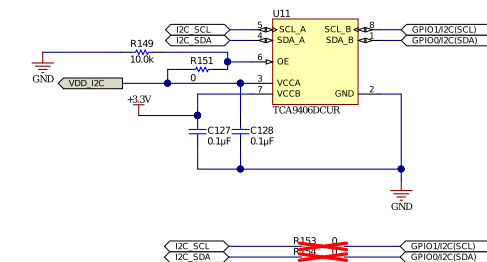 U11
I2C_SCL 5 SCL_A SCL_B 8 GPIO1/I2C(SCL)
I2C_SDA 4 SDA_A SDA_B 1 GPIO0/I2C(SDA)
R149
10.0k
R151
0
6 OE
GND
VDD_I2C
3 VCCA
7 VCCB GND 2
+3.3V
TCA9406DCUR
C127
0.1µF
C128
0.1µF
GND
R153 0
I2C_SCL GPIO1/I2C(SCL)
R154 0
I2C_SDA GPIO0/I2C(SDA)